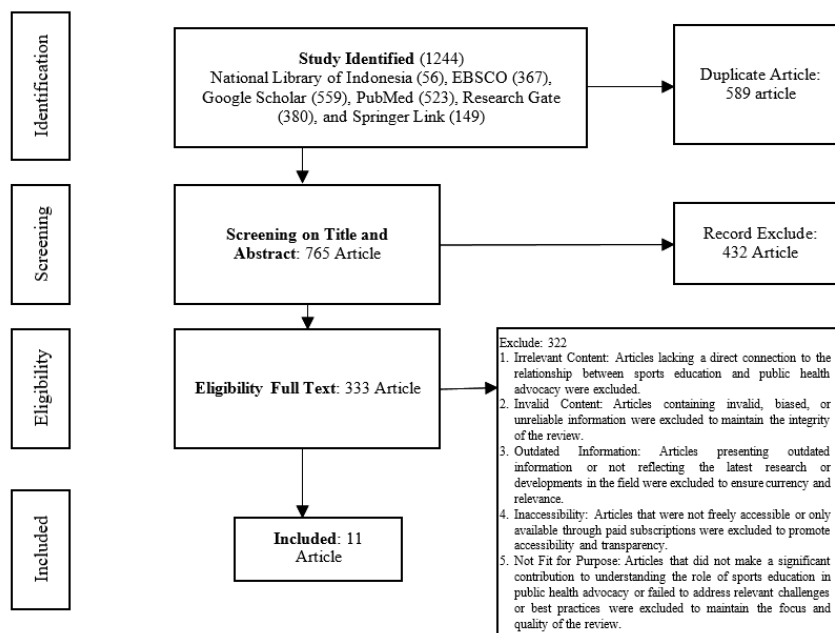 Identification
Study Identified (1244)
National Library of Indonesia (56), EBSCO (367),
Google Scholar (559), PubMed (523), Research Gate
(380), and Springer Link (149)
Duplicate Article:
589 article
Screening
Screening on Title and
Abstract: 765 Article
Record Exclude:
432 Article
Eligibility
Eligibility Full Text: 333 Article
Exclude: 322
1. Irrelevant Content: Articles lacking a direct connection to the
relationship between sports education and public health
advocacy were excluded.
2. Invalid Content: Articles containing invalid, biased, or
unreliable information were excluded to maintain the integrity
of the review.
3. Outdated Information: Articles presenting outdated
information or not reflecting the latest research or
developments in the field were excluded to ensure currency and
relevance.
4. Inaccessibility: Articles that were not freely accessible or only
available through paid subscriptions were excluded to promote
accessibility and transparency.
5. Not Fit for Purpose: Articles that did not make a significant
contribution to understanding the role of sports education in
public health advocacy or failed to address relevant challenges
or best practices were excluded to maintain the focus and
quality of the review.
Included
Included: 11
Article